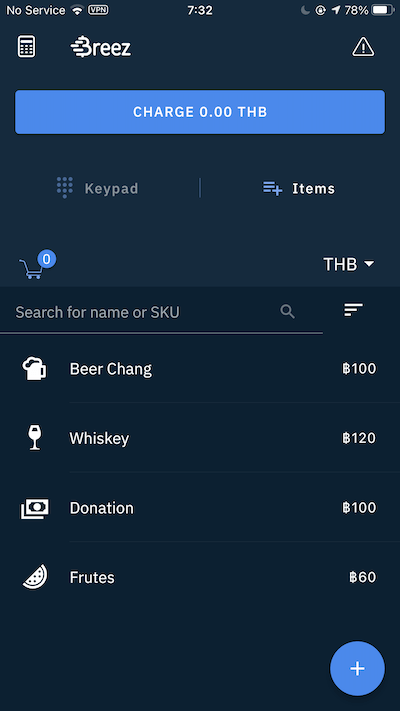 No Service VPN 7:32 78%
Breez
CHARGE 0.00 THB
Keypad Items
0 THB
Search for name or SKU
Beer Chang ฿100
Whiskey ฿120
Donation ฿100
Frutes ฿60